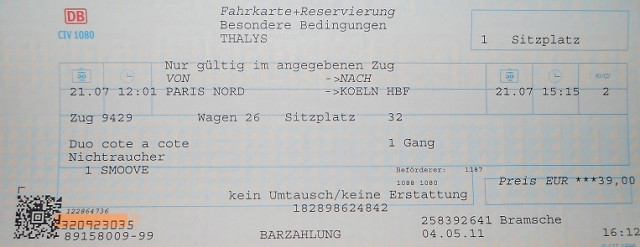 DB
CIV 1080
Fahrkarte+Reservierung
Besondere Bedingungen
THALYS
1 Sitzplatz
Nur gültig im angegebenen Zug
VON ->NACH
21.07 12:01 PARIS NORD ->KOELN HBF 21.07 15:15 2
Zug 9429 Wagen 26 Sitzplatz 32
Duo cote a cote 1 Gang
Nichtraucher
1 SMOOVE
Beförderer: 1187
1088 1080
Preis EUR ***39,00
kein Umtausch/keine Erstattung
182898624842
122864736
320923035
258392641 Bramsche
89158009-99 BARZAHLUNG 04.05.11 16:12